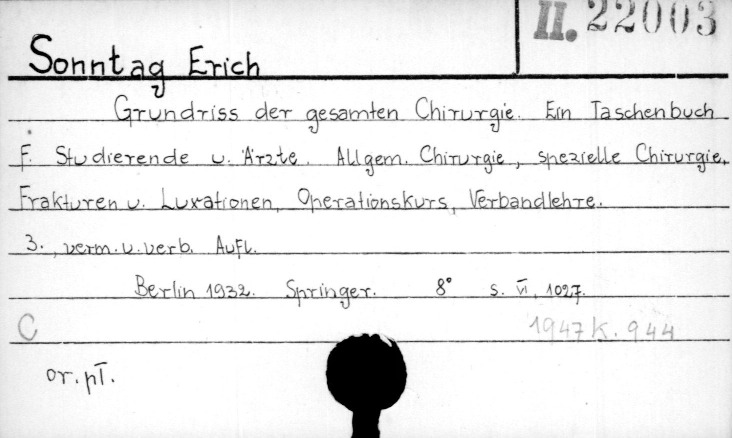 II. 22003
Sonntag Erich
Grundriss der gesamten Chirurgie. Ein Taschenbuch
f. Studierende u. Ärzte. Allgem. Chirurgie, spezielle Chirurgie,
Frakturen u. Luxationen, Operationskurs, Verbandlehre.
3., verm. u. verb. Aufl.
Berlin 1932. Springer. 8° S. VI, 1027.
C 1947 K. 944
or. pl.